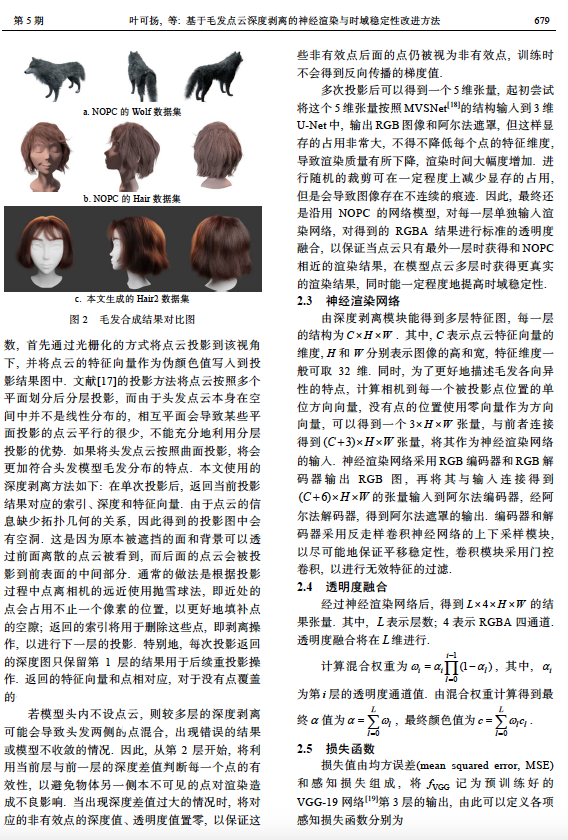 第 5 期
叶可扬, 等: 基于毛发点云深度剥离的神经渲染与时域稳定性改进方法
679
a. NOPC 的 Wolf 数据集
b. NOPC 的 Hair 数据集
c. 本文生成的 Hair2 数据集
图 2 毛发合成结果对比图
数, 首先通过光栅化的方式将点云投影到该视角
下, 并将点云的特征向量作为伪颜色值写入到投
影结果图中. 文献[17]的投影方法将点云按照多个
平面划分后分层投影, 而由于头发点云本身在空
间中并不是线性分布的, 相互平面会导致某些平
面投影的点云平行的很少, 不能充分地利用分层
投影的优势. 如果将头发点云按照曲面投影, 将会
更加符合头发模型毛发分布的特点. 本文使用的
深度剥离方法如下: 在单次投影后, 返回当前投影
结果对应的索引、深度和特征向量. 由于点云的信
息缺少拓扑几何的关系, 因此得到的投影图中会
有空洞. 这是因为原本被遮挡的面和背景可以透
过前面离散的点云被看到, 而后面的点云会被投
影到前表面的中间部分. 通常的做法是根据投影
过程中点离相机的远近使用抛雪球法, 即近处的
点会占用不止一个像素的位置, 以更好地填补点
的空隙; 返回的索引将用于删除这些点, 即剥离操
作, 以进行下一层的投影. 特别地, 每次投影返回
的深度图只保留第 1 层的结果用于后续重投影操
作. 返回的特征向量和点相对应, 对于没有点覆盖
的
若模型头内不设点云, 则较多层的深度剥离
可能会导致头发两侧的点混合, 出现错误的结果
或模型不收敛的情况. 因此, 从第 2 层开始, 将利
用当前层与前一层的深度差值判断每一个点的有
效性, 以避免物体另一侧本不可见的点对渲染造
成不良影响. 当出现深度差值过大的情况时, 将对
应的非有效点的深度值、透明度值置零, 以保证这
些非有效点后面的点仍被视为非有效点, 训练时
不会得到反向传播的梯度值.
多次投影后可以得到一个 5 维张量, 起初尝试
将这个 5 维张量按照 MVSNet[18]的结构输入到 3 维
U-Net 中, 输出 RGB 图像和阿尔法遮罩, 但这样显
存的占用非常大, 不得不降低每个点的特征维度,
导致渲染质量有所下降, 渲染时间大幅度增加. 进
行随机的裁剪可在一定程度上减少显存的占用,
但是会导致图像存在不连续的痕迹. 因此, 最终还
是沿用 NOPC 的网络模型, 对每一层单独输入渲
染网络, 对得到的 RGBA 结果进行标准的透明度
融合, 以保证当点云只有最外一层时获得和 NOPC
相近的渲染结果, 在模型点云多层时获得更真实
的渲染结果, 同时能一定程度地提高时域稳定性.
2.3 神经渲染网络
由深度剥离模块能得到多层特征图, 每一层
的结构为 C×H×W . 其中, C 表示点云特征向量的
维度, H 和 W 分别表示图像的高和宽, 特征维度一
般可取 32 维. 同时, 为了更好地描述毛发各向异
性的特点, 计算相机到每一个被投影点位置的单
位方向向量, 没有点的位置使用零向量作为方向
向量, 可以得到一个 3×H×W 张量, 与前者连接
得到 (C+3)×H×W 张量, 将其作为神经渲染网络
的输入. 神经渲染网络采用 RGB 编码器和 RGB 解
码器输出 RGB 图, 再将其与输入连接得到
(C+6)×H×W 的张量输入到阿尔法编码器, 经阿
尔法解码器, 得到阿尔法遮罩的输出. 编码器和解
码器采用反走样卷积神经网络的上下采样模块,
以尽可能地保证平移稳定性, 卷积模块采用门控
卷积, 以进行无效特征的过滤.
2.4 透明度融合
经过神经渲染网络后, 得到 L×4×H×W 的结
果张量. 其中, L 表示层数; 4 表示 RGBA 四通道.
透明度融合将在 L 维进行.
计算混合权重为 ω_i = α_i ∏_{l=0}^{i−1} (1−α_l) , 其中, α_i
为第 i 层的透明度通道值. 由混合权重计算得到最
终 α 值为 α = ∑_{l=0}^{L} ω_l , 最终颜色值为 c = ∑_{l=0}^{L} ω_l c_l .
2.5 损失函数
损失值由均方误差(mean squared error, MSE)
和感知损失组成, 将 f_VGG 记为预训练好的
VGG-19 网络[19]第 3 层的输出, 由此可以定义各项
感知损失函数分别为